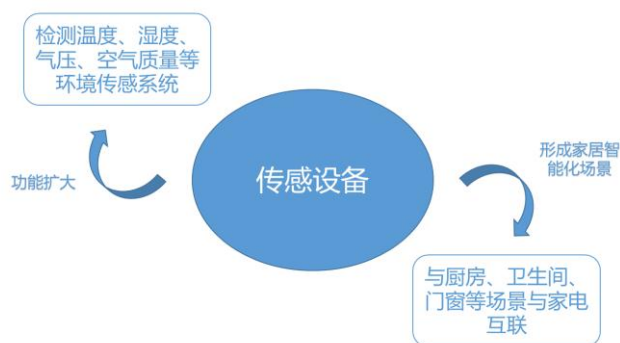 检测温度、湿度、
气压、空气质量等
环境传感系统
功能扩大
传感设备
形成家居智
能化场景
与厨房、卫生间、
门窗等场景与家电
互联